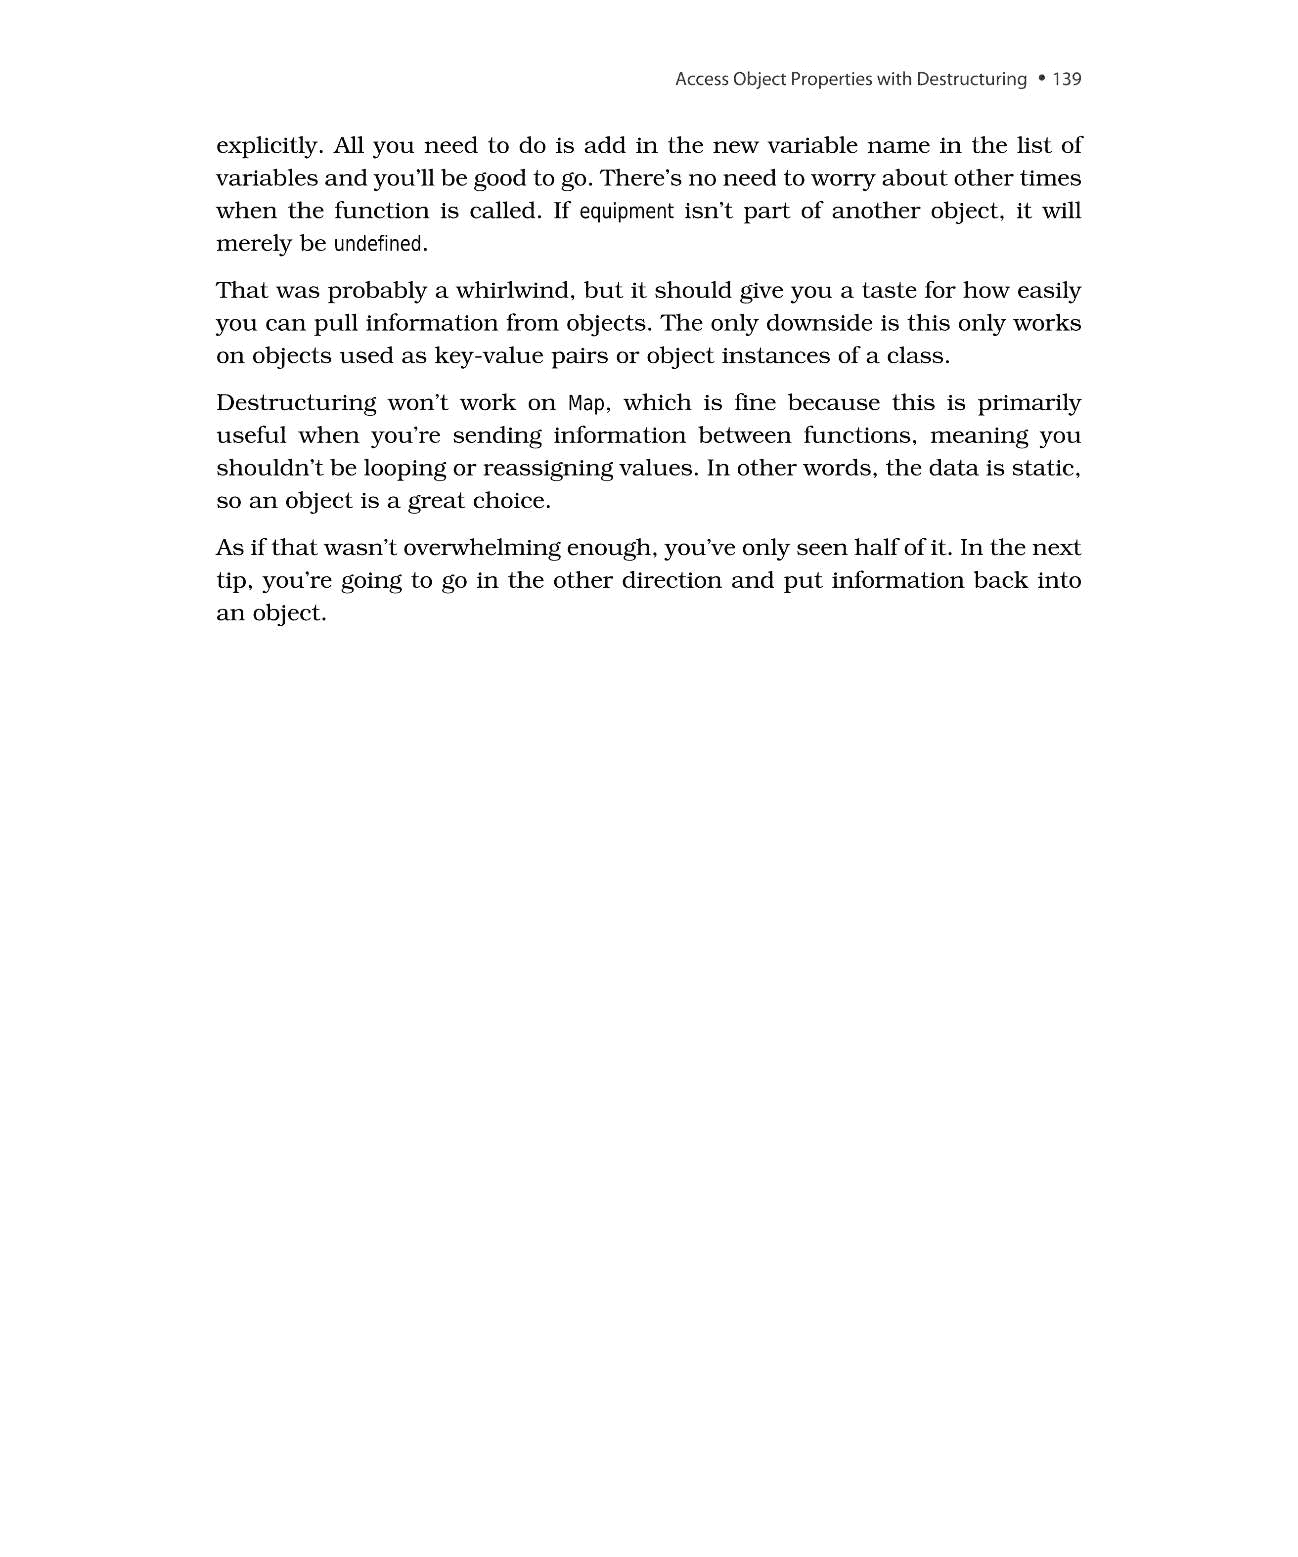 Access Object Properties with Destructuring • 139
explicitly. All you need to do is add in the new variable name in the list of
variables and you’ll be good to go. There’s no need to worry about other times
when the function is called. If equipment isn’t part of another object, it will
merely be undefined.
That was probably a whirlwind, but it should give you a taste for how easily
you can pull information from objects. The only downside is this only works
on objects used as key-value pairs or object instances of a class.
Destructuring won’t work on Map, which is fine because this is primarily
useful when you’re sending information between functions, meaning you
shouldn’t be looping or reassigning values. In other words, the data is static,
so an object is a great choice.
As if that wasn’t overwhelming enough, you’ve only seen half of it. In the next
tip, you’re going to go in the other direction and put information back into
an object.